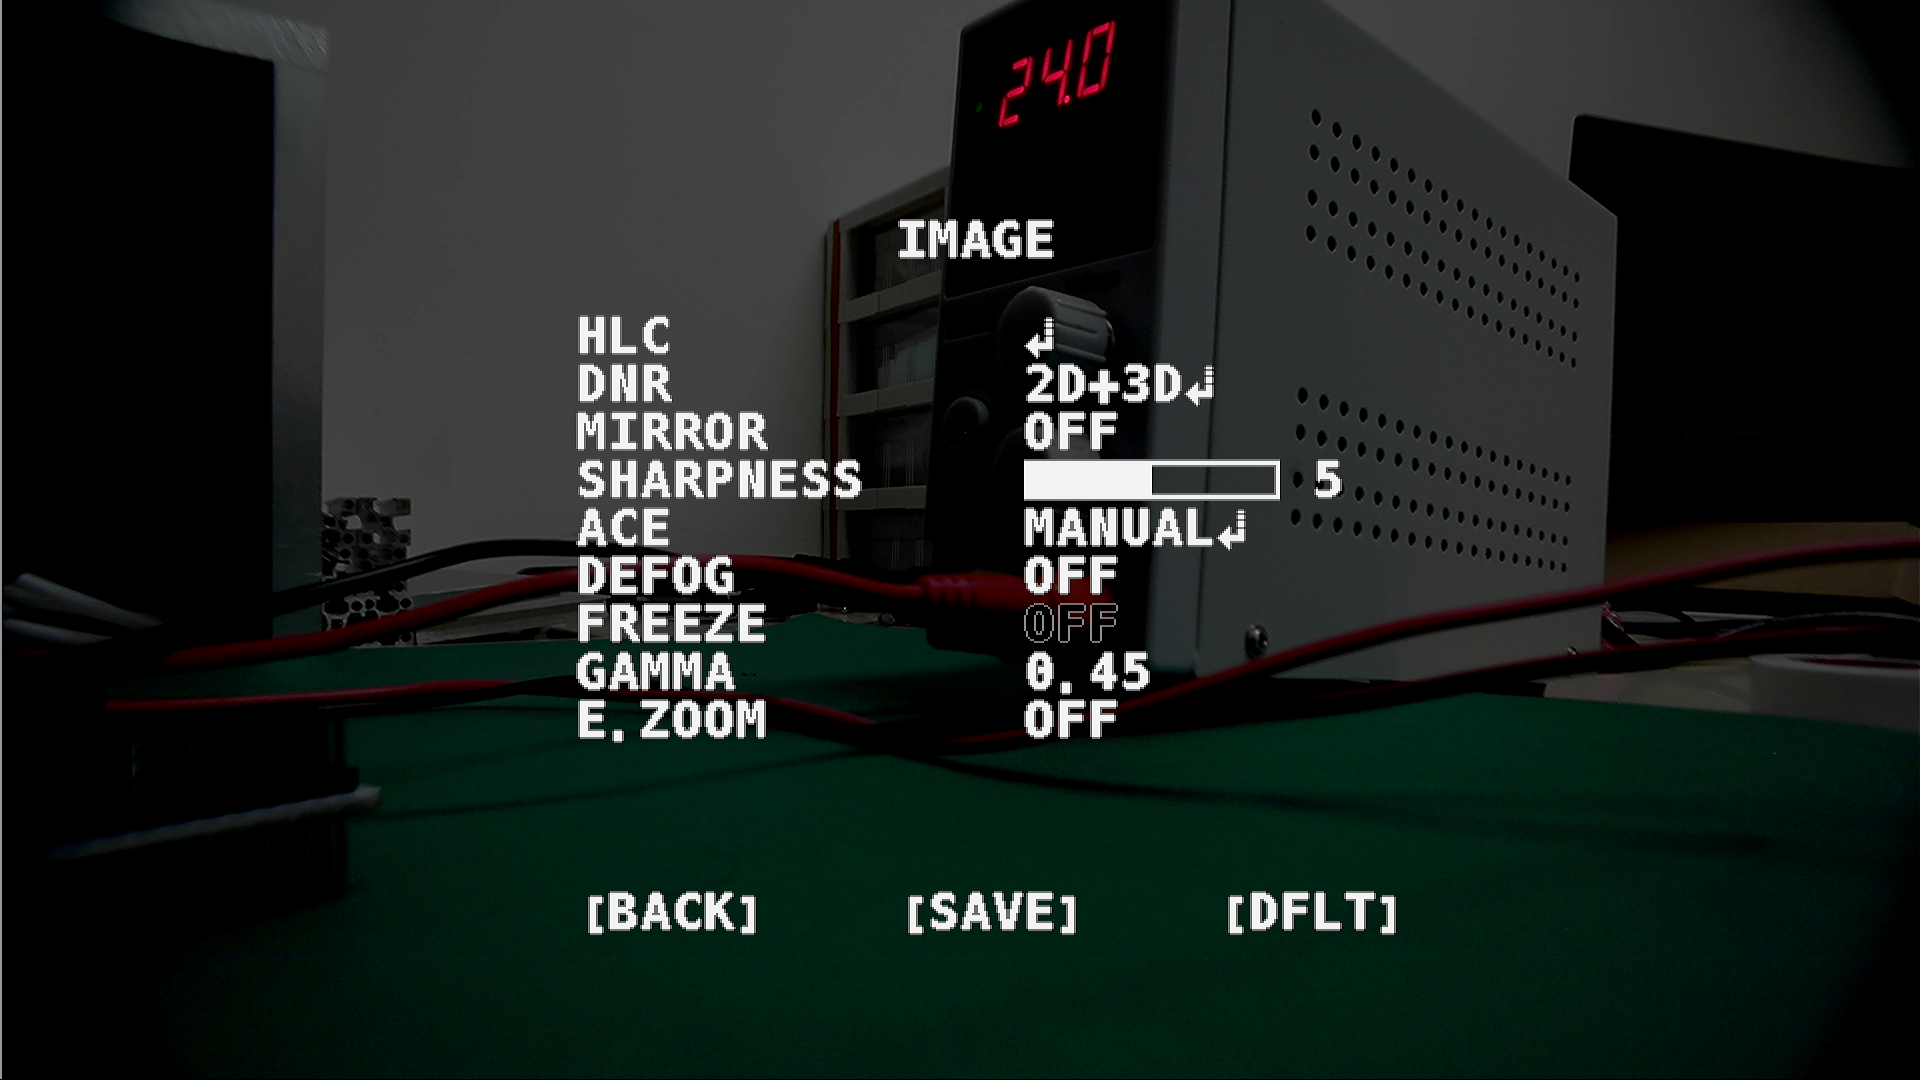 24.0
IMAGE
HLC ↲
DNR 2D+3D↲
MIRROR OFF
SHARPNESS 5
ACE MANUAL↲
DEFOG OFF
FREEZE OFF
GAMMA 0.45
E.ZOOM OFF
[BACK] [SAVE] [DFLT]